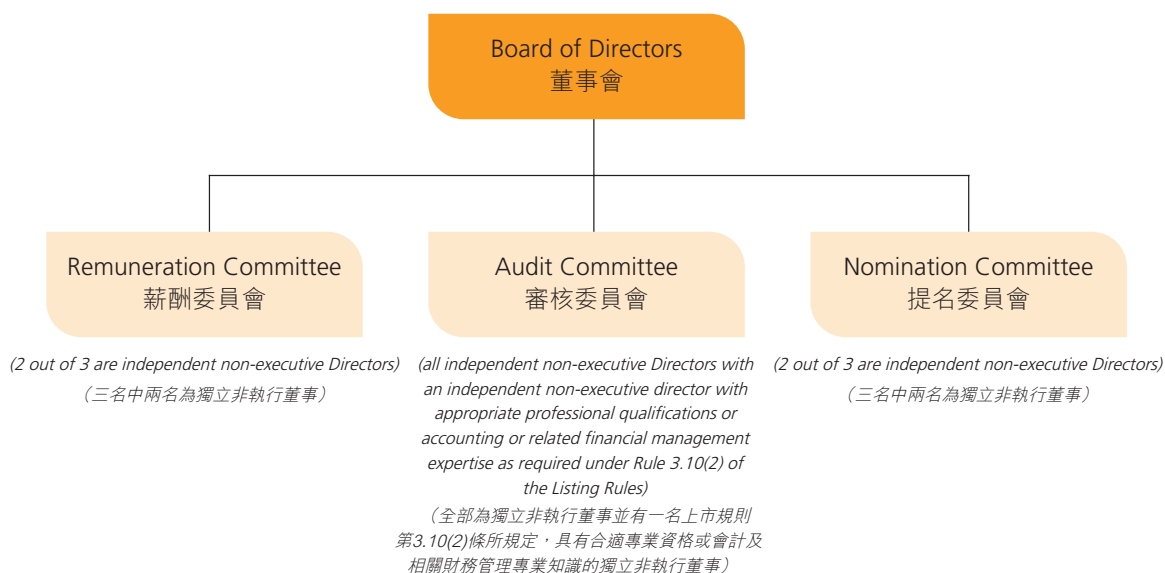 Board of Directors
董事會
Remuneration Committee
薪酬委員會
(2 out of 3 are independent non-executive Directors)
（三名中兩名為獨立非執行董事）
Audit Committee
審核委員會
(all independent non-executive Directors with
an independent non-executive director with
appropriate professional qualifications or
accounting or related financial management
expertise as required under Rule 3.10(2) of
the Listing Rules)
（全部為獨立非執行董事並有一名上市規則
第3.10(2)條所規定，具有合適專業資格或會計及
相關財務管理專業知識的獨立非執行董事）
Nomination Committee
提名委員會
(2 out of 3 are independent non-executive Directors)
（三名中兩名為獨立非執行董事）